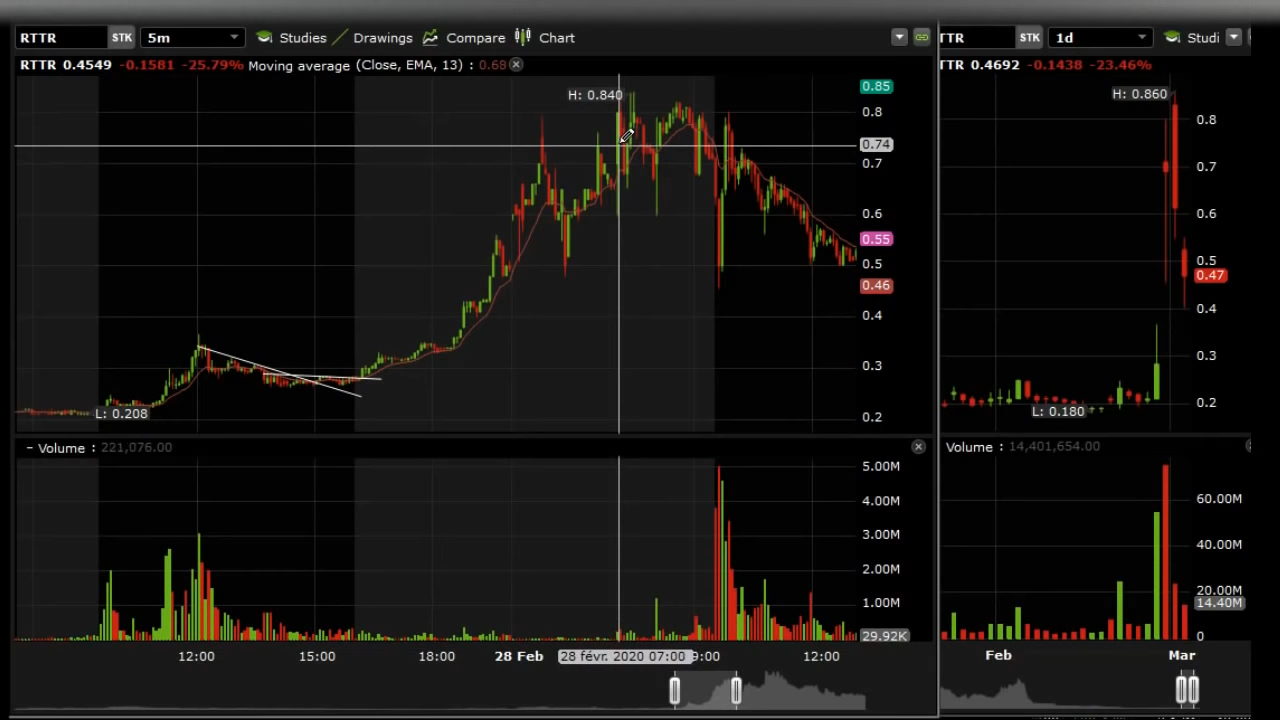 RTTR STK 5m Studies Drawings Compare Chart
RTTR 0.4549 -0.1581 -25.79% Moving average (Close, EMA, 13) : 0.68
H: 0.840
0.85
0.8
0.74
0.7
0.6
0.55
0.5
0.46
0.4
0.3
0.2
L: 0.208
– Volume : 221,076.00
5.00M
4.00M
3.00M
2.00M
1.00M
29.92K
12:00 15:00 18:00 28 Feb 28 févr. 2020 07:00 9:00 12:00
TTR STK 1d Studi
TTR 0.4692 -0.1438 -23.46%
H: 0.860
0.8
0.7
0.6
0.5
0.47
0.4
0.3
0.2
L: 0.180
Volume : 14,401,654.00
60.00M
40.00M
20.00M
14.40M
0
Feb Mar